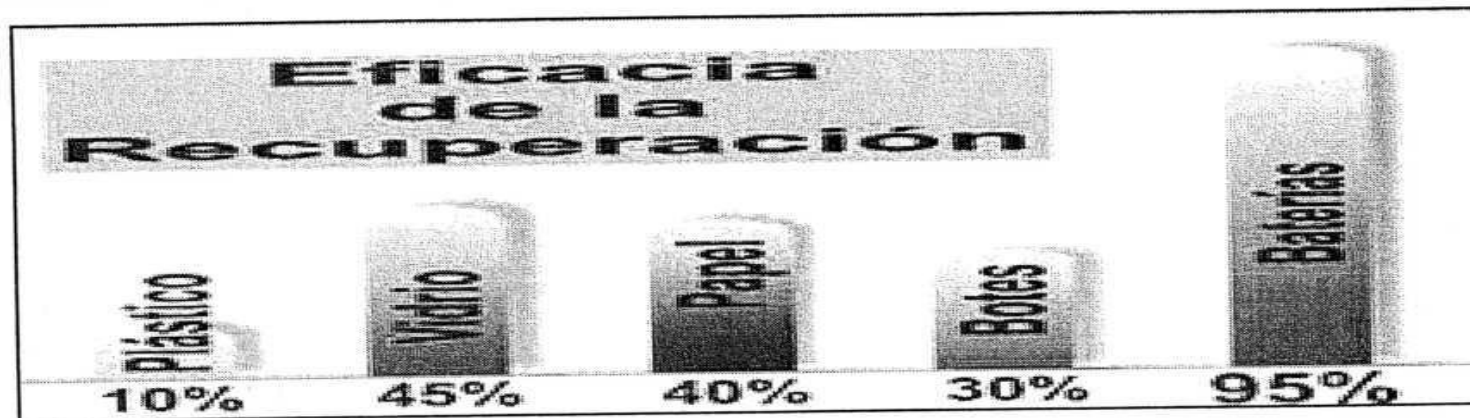 Eficacia
de la
Recuperación
Plástico
Vidrio
Papel
Botes
Baterías
10% 45% 40% 30% 95%